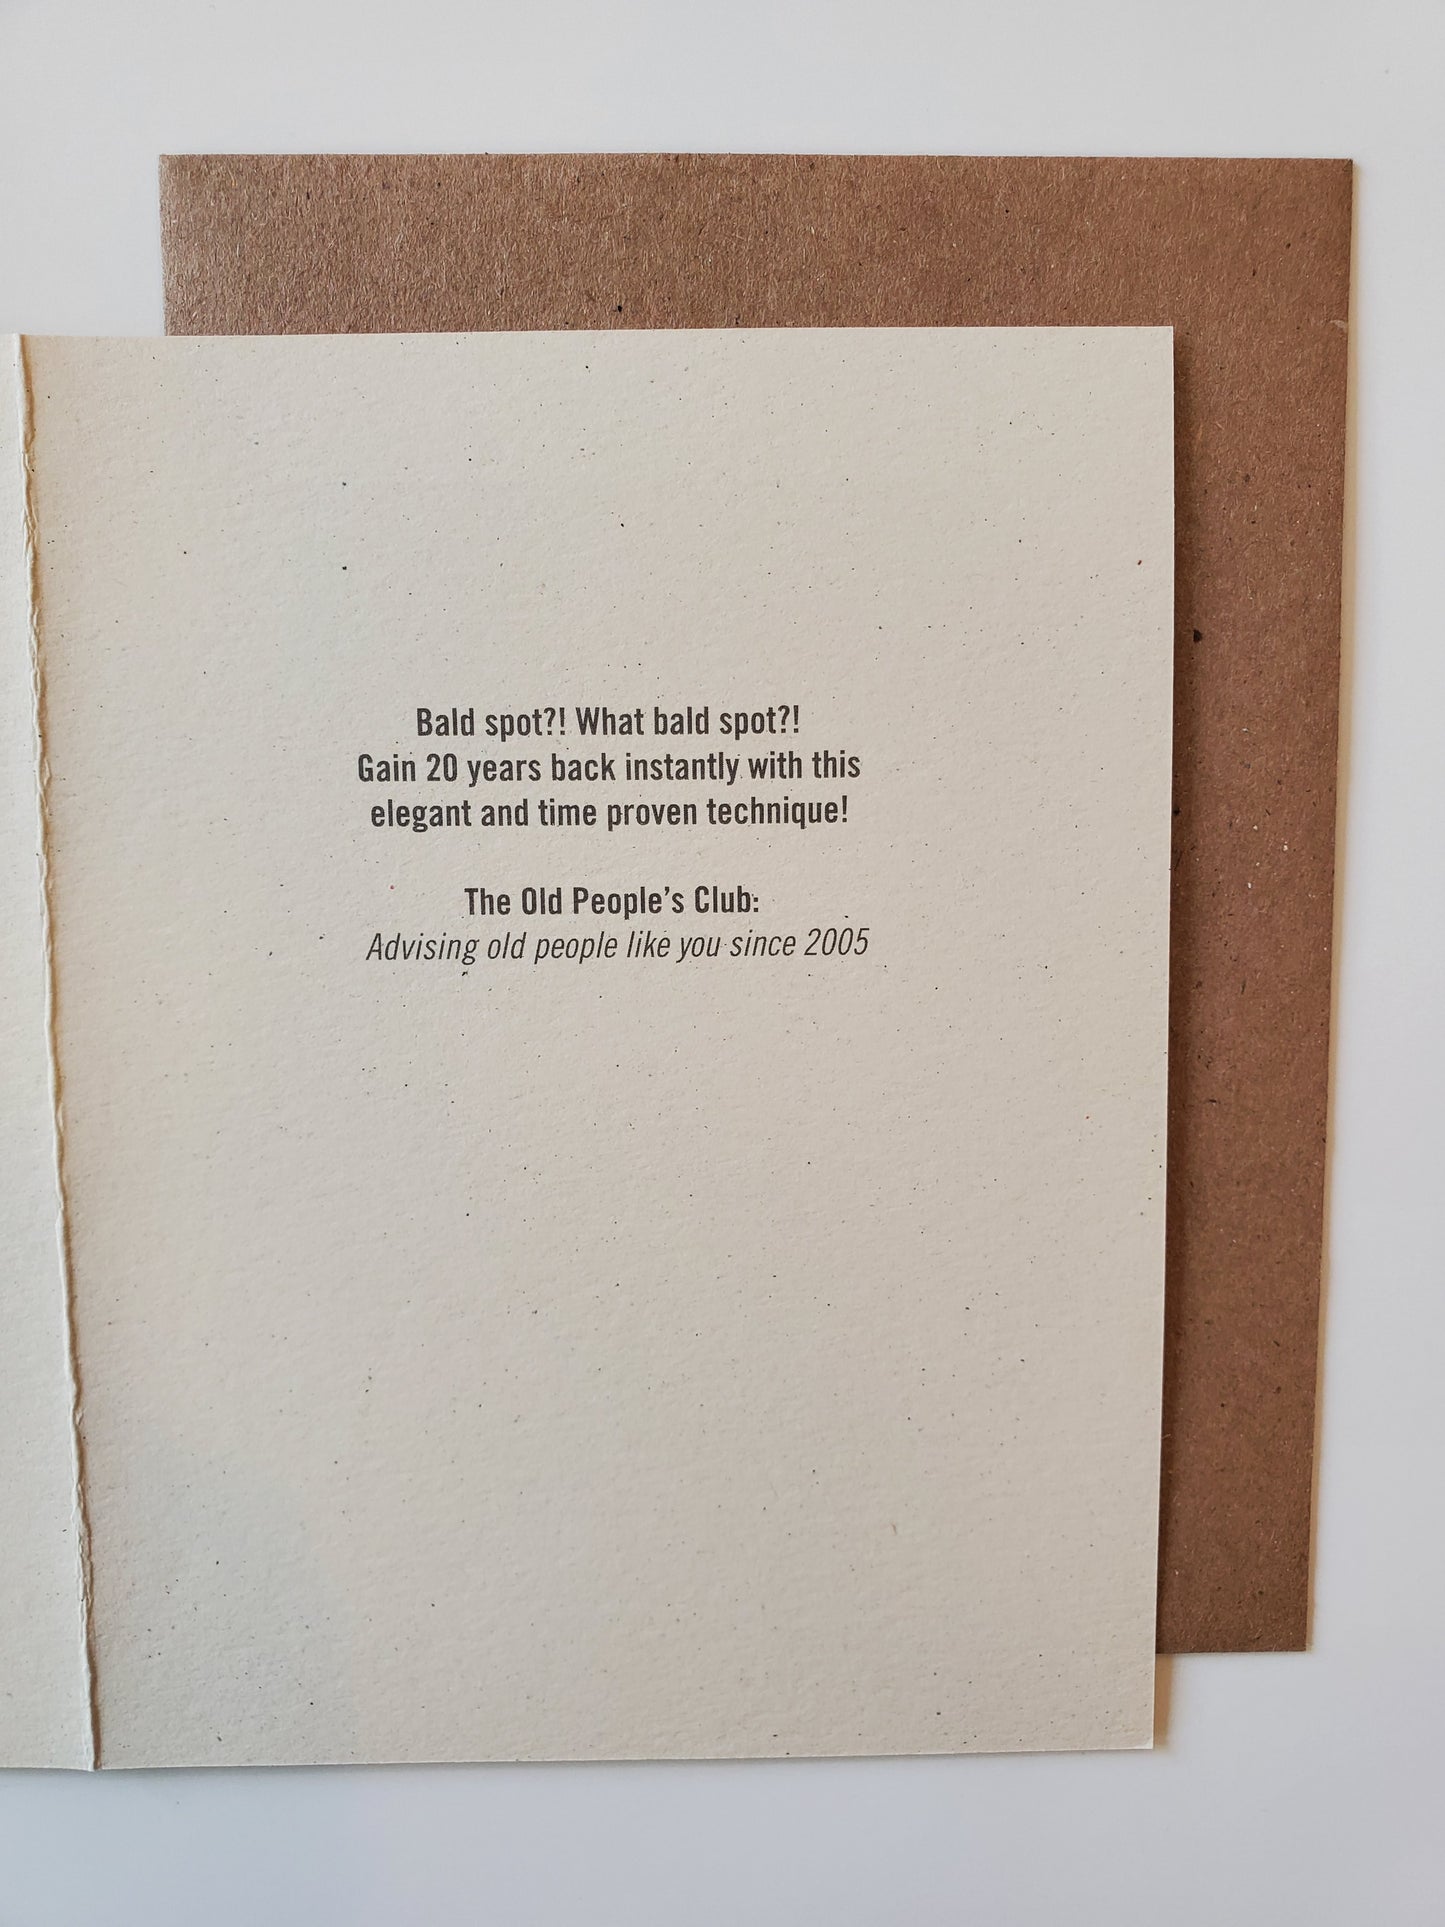 Bald spot?! What bald spot?!
Gain 20 years back instantly with this
elegant and time proven technique!
The Old People's Club:
Advising old people like you since 2005